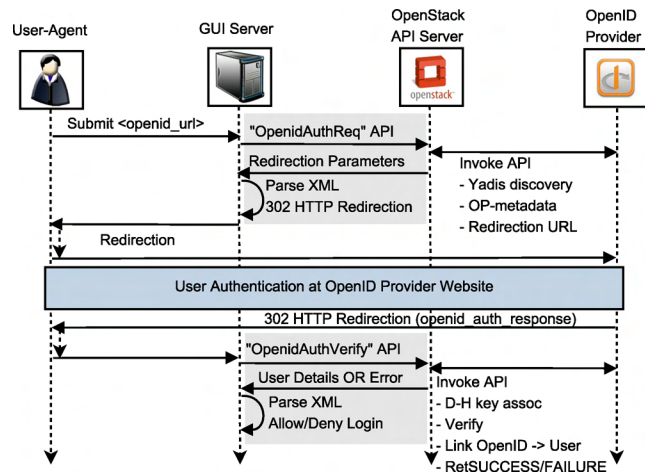 User-Agent
GUI Server
OpenStack
API Server
OpenID
Provider
openstack
Submit <openid_url>
"OpenidAuthReq" API
Redirection Parameters
Parse XML
302 HTTP Redirection
Invoke API
- Yadis discovery
- OP-metadata
- Redirection URL
Redirection
User Authentication at OpenID Provider Website
302 HTTP Redirection (openid_auth_response)
"OpenidAuthVerify" API
User Details OR Error
Parse XML
Allow/Deny Login
Invoke API
- D-H key assoc
- Verify
- Link OpenID -> User
- RetSUCCESS/FAILURE